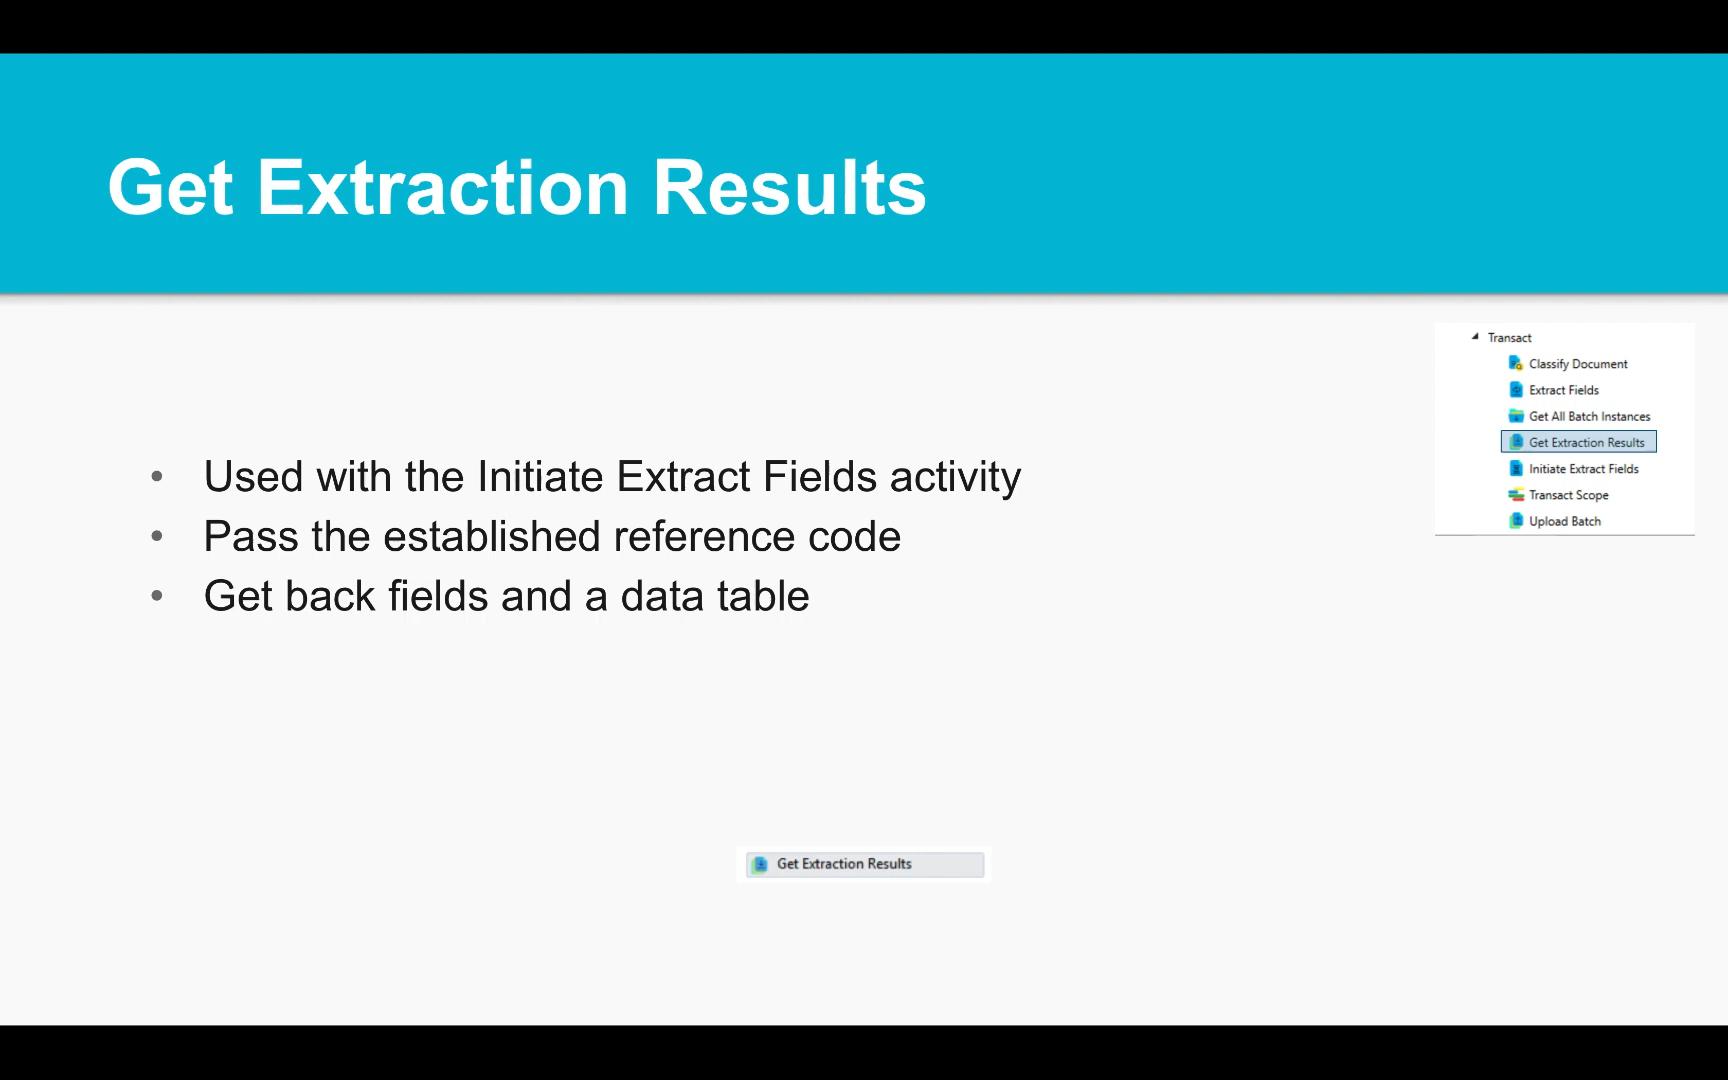 Get Extraction Results
Transact
Classify Document
Extract Fields
Get All Batch Instances
Get Extraction Results
Initiate Extract Fields
Transact Scope
Upload Batch
• Used with the Initiate Extract Fields activity
• Pass the established reference code
• Get back fields and a data table
Get Extraction Results